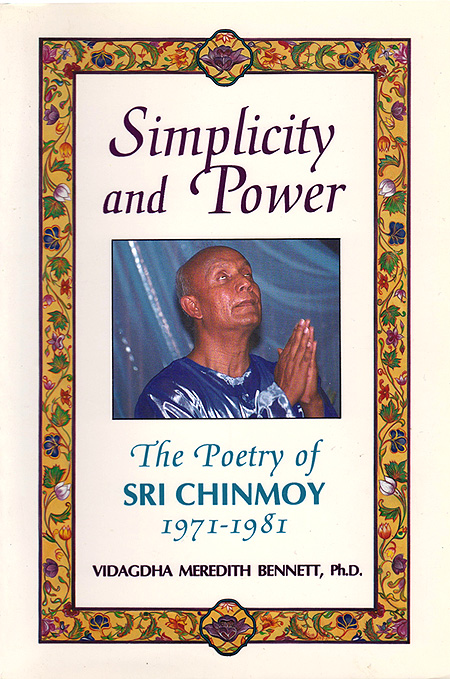 Simplicity
and Power
The Poetry of
SRI CHINMOY
1971-1981
VIDAGDHA MEREDITH BENNETT, Ph.D.